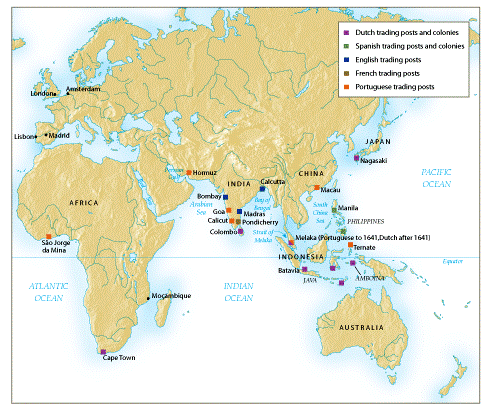 Dutch trading posts and colonies
Spanish trading posts and colonies
English trading posts
French trading posts
Portuguese trading posts
London
Amsterdam
Lisbon
Madrid
JAPAN
Nagasaki
CHINA
PACIFIC
OCEAN
Persian
Gulf
Hormuz
INDIA
Calcutta
Macau
AFRICA
Bombay
Arabian
Sea
Bay of
Bengal
South
China
Sea
Manila
PHILIPPINES
Goa
Madras
Calicut
Pondicherry
Colombo
Strait of
Melaka
Melaka (Portuguese to 1641, Dutch after 1641)
Ternate
São Jorge
da Mina
INDONESIA
Equator
Batavia
JAVA
AMBOINA
ATLANTIC
OCEAN
Moçambique
INDIAN
OCEAN
AUSTRALIA
Cape Town